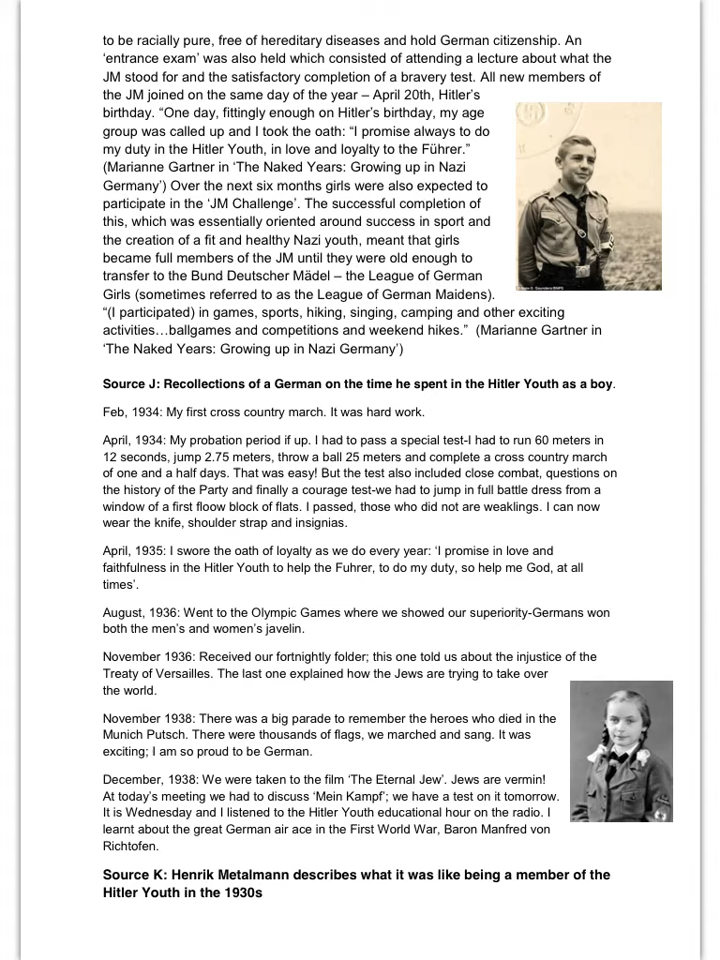 to be racially pure, free of hereditary diseases and hold German citizenship. An
‘entrance exam’ was also held which consisted of attending a lecture about what the
JM stood for and the satisfactory completion of a bravery test. All new members of
the JM joined on the same day of the year – April 20th, Hitler’s
birthday. “One day, fittingly enough on Hitler’s birthday, my age
group was called up and I took the oath: “I promise always to do
my duty in the Hitler Youth, in love and loyalty to the Führer.”
(Marianne Gartner in ‘The Naked Years: Growing up in Nazi
Germany’) Over the next six months girls were also expected to
participate in the ‘JM Challenge’. The successful completion of
this, which was essentially oriented around success in sport and
the creation of a fit and healthy Nazi youth, meant that girls
became full members of the JM until they were old enough to
transfer to the Bund Deutscher Mädel – the League of German
Girls (sometimes referred to as the League of German Maidens).
“(I participated) in games, sports, hiking, singing, camping and other exciting
activities…ballgames and competitions and weekend hikes.”  (Marianne Gartner in
‘The Naked Years: Growing up in Nazi Germany’)
Source J: Recollections of a German on the time he spent in the Hitler Youth as a boy.
Feb, 1934: My first cross country march. It was hard work.
April, 1934: My probation period if up. I had to pass a special test-I had to run 60 meters in
12 seconds, jump 2.75 meters, throw a ball 25 meters and complete a cross country march
of one and a half days. That was easy! But the test also included close combat, questions on
the history of the Party and finally a courage test-we had to jump in full battle dress from a
window of a first floow block of flats. I passed, those who did not are weaklings. I can now
wear the knife, shoulder strap and insignias.
April, 1935: I swore the oath of loyalty as we do every year: ‘I promise in love and
faithfulness in the Hitler Youth to help the Fuhrer, to do my duty, so help me God, at all
times’.
August, 1936: Went to the Olympic Games where we showed our superiority-Germans won
both the men’s and women’s javelin.
November 1936: Received our fortnightly folder; this one told us about the injustice of the
Treaty of Versailles. The last one explained how the Jews are trying to take over
the world.
November 1938: There was a big parade to remember the heroes who died in the
Munich Putsch. There were thousands of flags, we marched and sang. It was
exciting; I am so proud to be German.
December, 1938: We were taken to the film ‘The Eternal Jew’. Jews are vermin!
At today’s meeting we had to discuss ‘Mein Kampf’; we have a test on it tomorrow.
It is Wednesday and I listened to the Hitler Youth educational hour on the radio. I
learnt about the great German air ace in the First World War, Baron Manfred von
Richtofen.
Source K: Henrik Metalmann describes what it was like being a member of the
Hitler Youth in the 1930s